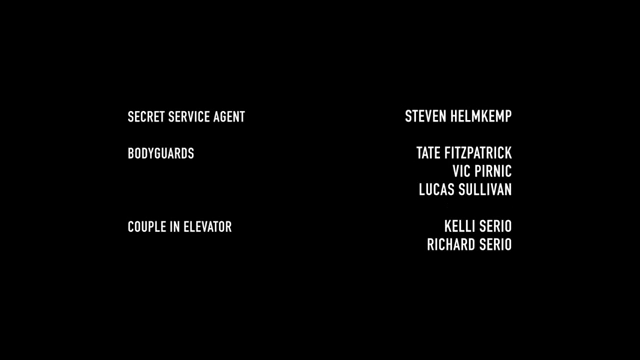 SECRET SERVICE AGENT STEVEN HELMKEMP
BODYGUARDS TATE FITZPATRICK
VIC PIRNIC
LUCAS SULLIVAN
COUPLE IN ELEVATOR KELLI SERIO
RICHARD SERIO